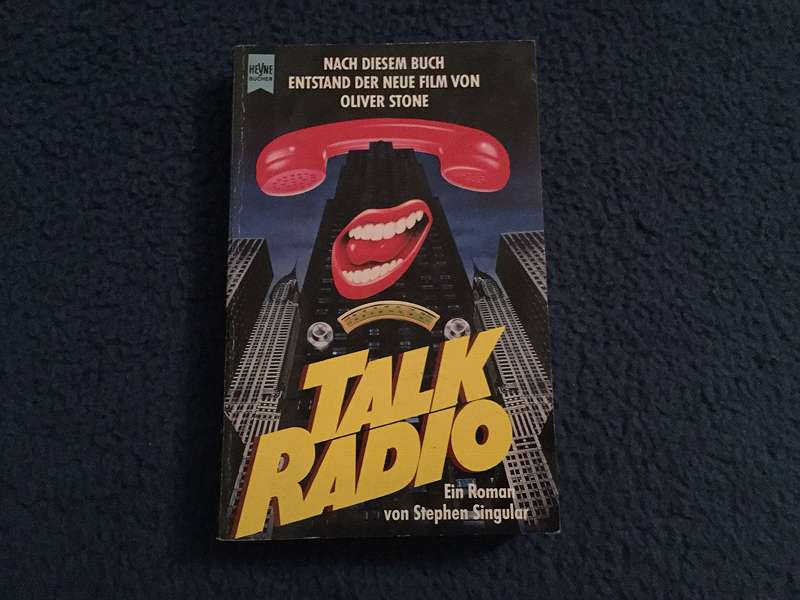 HEYNE
BÜCHER
NACH DIESEM BUCH
ENTSTAND DER NEUE FILM VON
OLIVER STONE
TALK
RADIO
Ein Roman
von Stephen Singular